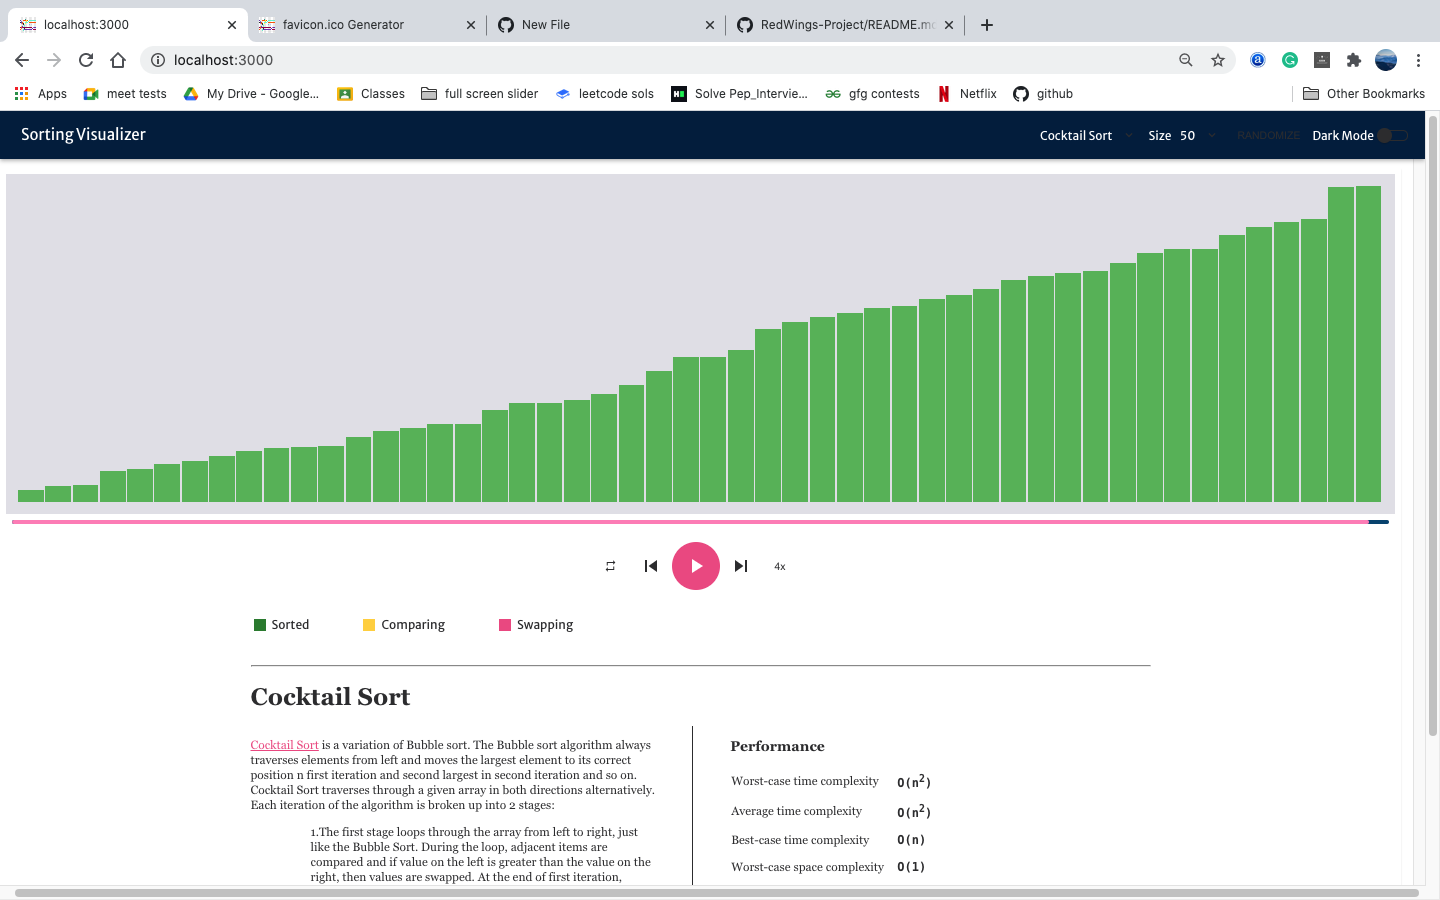 localhost:3000
favicon.ico Generator
New File
RedWings-Project/README.md
localhost:3000
Apps
meet tests
My Drive - Google...
Classes
full screen slider
leetcode sols
Solve Pep_Intervie...
gfg contests
Netflix
github
Other Bookmarks
Sorting Visualizer
Cocktail Sort
Size 50
RANDOMIZE
Dark Mode
4x
Sorted
Comparing
Swapping
Cocktail Sort
Cocktail Sort is a variation of Bubble sort. The Bubble sort algorithm always
traverses elements from left and moves the largest element to its correct
position n first iteration and second largest in second iteration and so on.
Cocktail Sort traverses through a given array in both directions alternatively.
Each iteration of the algorithm is broken up into 2 stages:
1.The first stage loops through the array from left to right, just
like the Bubble Sort. During the loop, adjacent items are
compared and if value on the left is greater than the value on the
right, then values are swapped. At the end of first iteration,
Performance
Worst-case time complexity O(n²)
Average time complexity O(n²)
Best-case time complexity O(n)
Worst-case space complexity O(1)